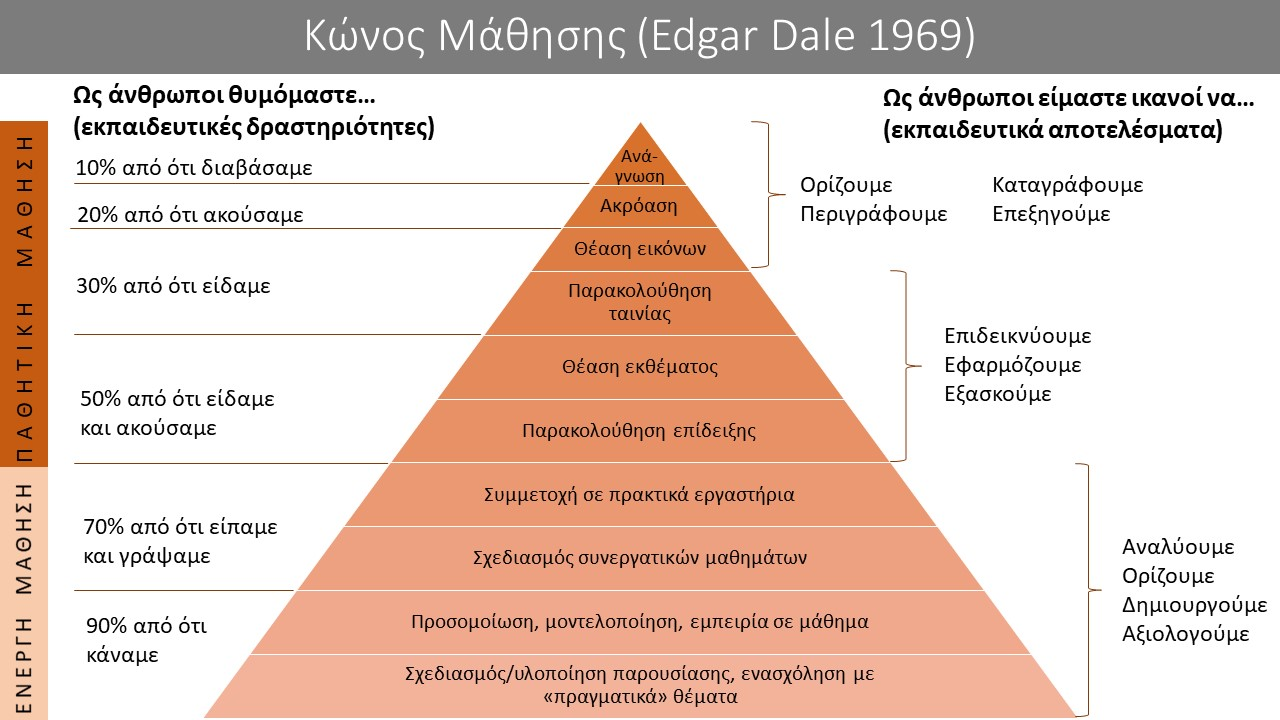 Κώνος Μάθησης (Edgar Dale 1969)
Ως άνθρωποι θυμόμαστε...
(εκπαιδευτικές δραστηριότητες)
Ως άνθρωποι είμαστε ικανοί να...
(εκπαιδευτικά αποτελέσματα)
ΠΑΘΗΤΙΚΗ ΜΑΘΗΣΗ
ΕΝΕΡΓΗ ΜΑΘΗΣΗ
10% από ότι διαβάσαμε
20% από ότι ακούσαμε
30% από ότι είδαμε
50% από ότι είδαμε
και ακούσαμε
70% από ότι είπαμε
και γράψαμε
90% από ότι
κάναμε
Ανά-
γνωση
Ακρόαση
Θέαση εικόνων
Παρακολούθηση
ταινίας
Θέαση εκθέματος
Παρακολούθηση επίδειξης
Συμμετοχή σε πρακτικά εργαστήρια
Σχεδιασμός συνεργατικών μαθημάτων
Προσομοίωση, μοντελοποίηση, εμπειρία σε μάθημα
Σχεδιασμός/υλοποίηση παρουσίασης, ενασχόληση με
«πραγματικά» θέματα
Ορίζουμε Καταγράφουμε
Περιγράφουμε Επεξηγούμε
Επιδεικνύουμε
Εφαρμόζουμε
Εξασκούμε
Αναλύουμε
Ορίζουμε
Δημιουργούμε
Αξιολογούμε